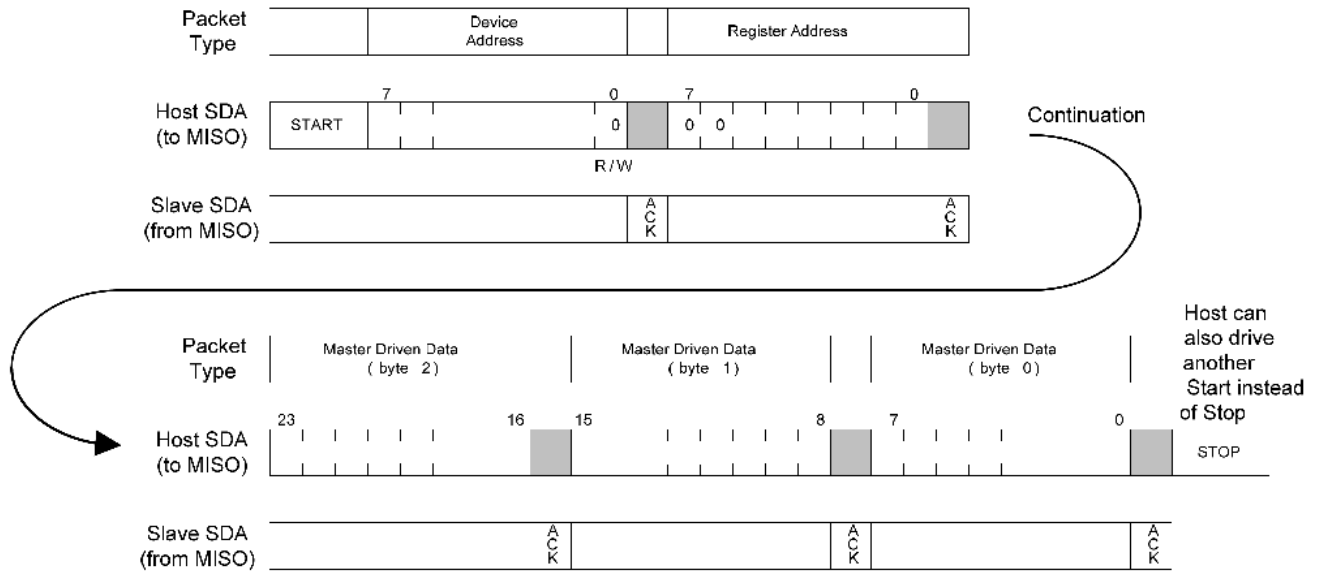 Packet
Type
Device
Address
Register Address
7 0 7 0
Host SDA
(to MISO)
START
0 0 0
R/W
Continuation
Slave SDA
(from MISO)
ACK
ACK
Host can
also drive
another
Start instead
of Stop
Packet
Type
Master Driven Data
( byte 2 )
Master Driven Data
( byte 1 )
Master Driven Data
( byte 0 )
23 16 15 8 7 0
Host SDA
(to MISO)
STOP
Slave SDA
(from MISO)
ACK
ACK
ACK